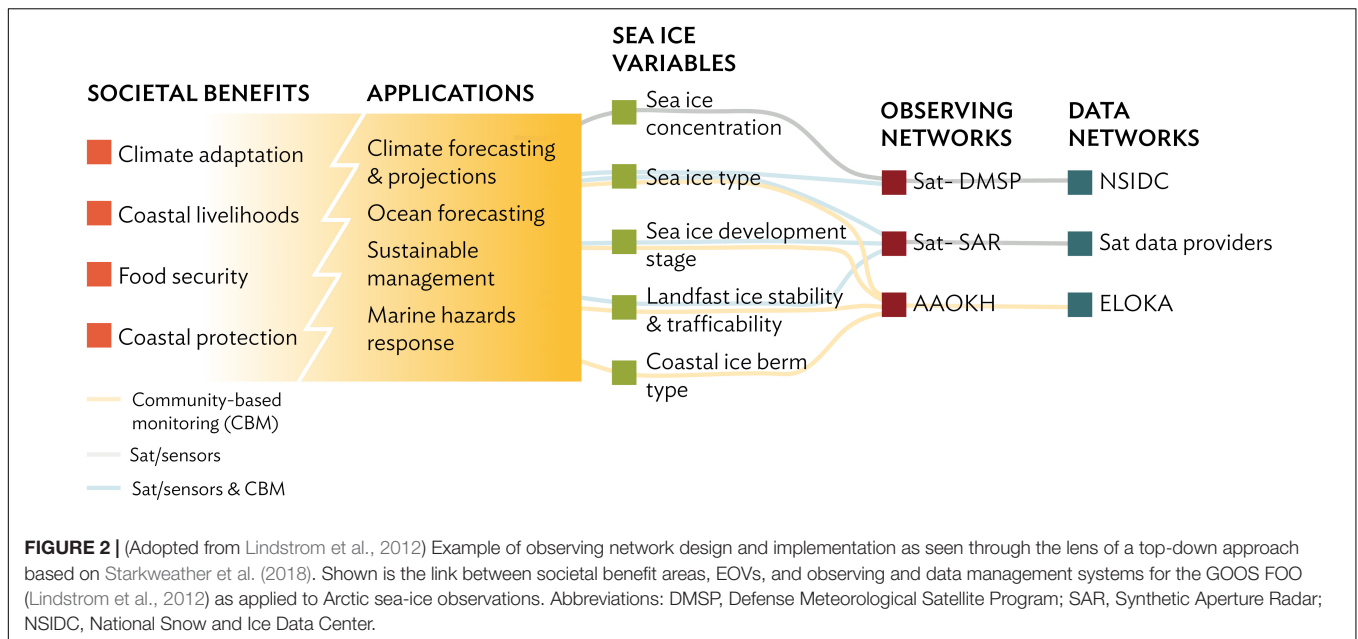 SOCIETAL BENEFITS
Climate adaptation
Coastal livelihoods
Food security
Coastal protection
APPLICATIONS
Climate forecasting
& projections
Ocean forecasting
Sustainable
management
Marine hazards
response
SEA ICE
VARIABLES
Sea ice
concentration
Sea ice type
Sea ice development
stage
Landfast ice stability
& trafficability
Coastal ice berm
type
OBSERVING
NETWORKS
Sat- DMSP
Sat- SAR
AAOKH
DATA
NETWORKS
NSIDC
Sat data providers
ELOKA
Community-based
monitoring (CBM)
Sat/sensors
Sat/sensors & CBM
FIGURE 2 | (Adopted from Lindstrom et al., 2012) Example of observing network design and implementation as seen through the lens of a top-down approach
based on Starkweather et al. (2018). Shown is the link between societal benefit areas, EOVs, and observing and data management systems for the GOOS FOO
(Lindstrom et al., 2012) as applied to Arctic sea-ice observations. Abbreviations: DMSP, Defense Meteorological Satellite Program; SAR, Synthetic Aperture Radar;
NSIDC, National Snow and Ice Data Center.